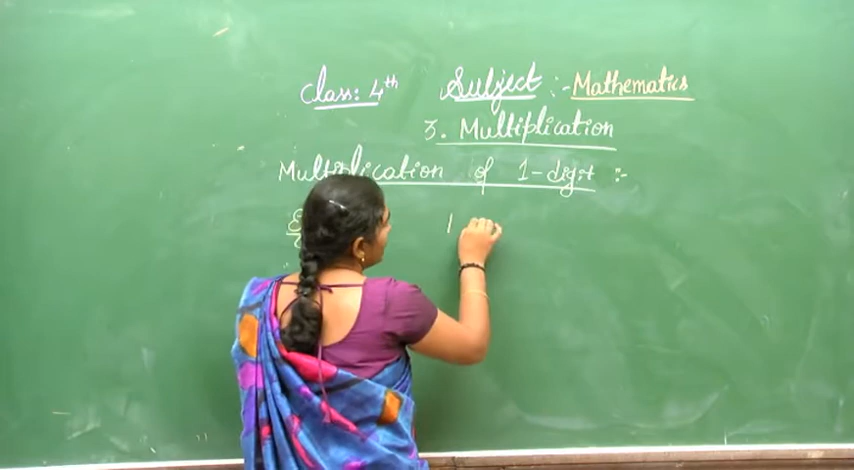 Class: 4th Subject :- Mathematics
3. Multiplication
Multiplication of 1-digit :-
1